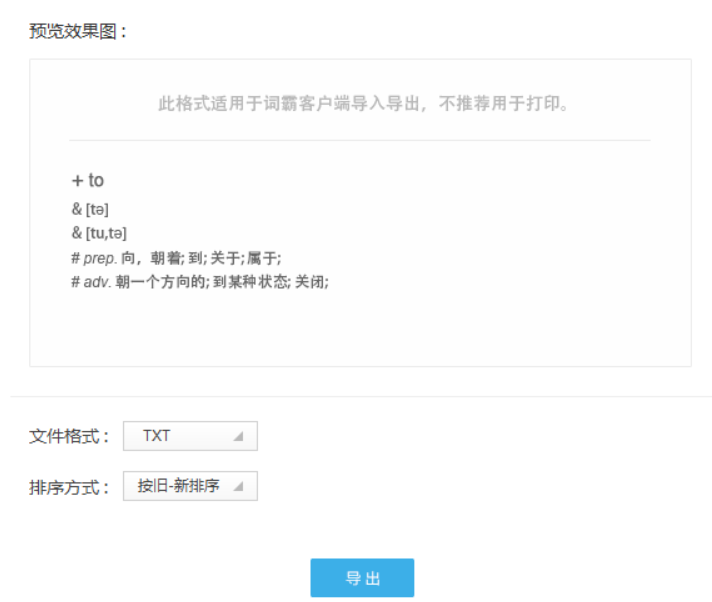 预览效果图：
此格式适用于词霸客户端导入导出，不推荐用于打印。
+ to
& [tə]
& [tu,tə]
# prep. 向，朝着; 到; 关于; 属于;
# adv. 朝一个方向的; 到某种状态; 关闭;
文件格式： TXT
排序方式： 按旧-新排序
导出